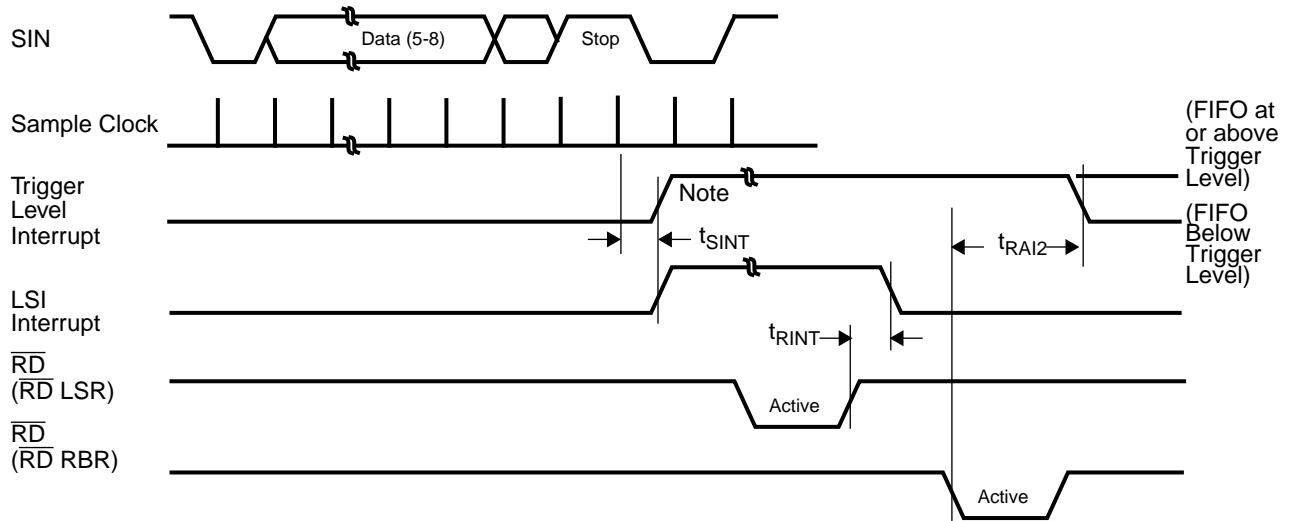 SIN
Data (5-8)
Stop
Sample Clock
(FIFO at
or above
Trigger
Level)
Trigger
Level
Interrupt
Note
(FIFO
Below
Trigger
Level)
tSINT
tRAI2
LSI
Interrupt
tRINT
RD
(RD LSR)
Active
RD
(RD RBR)
Active